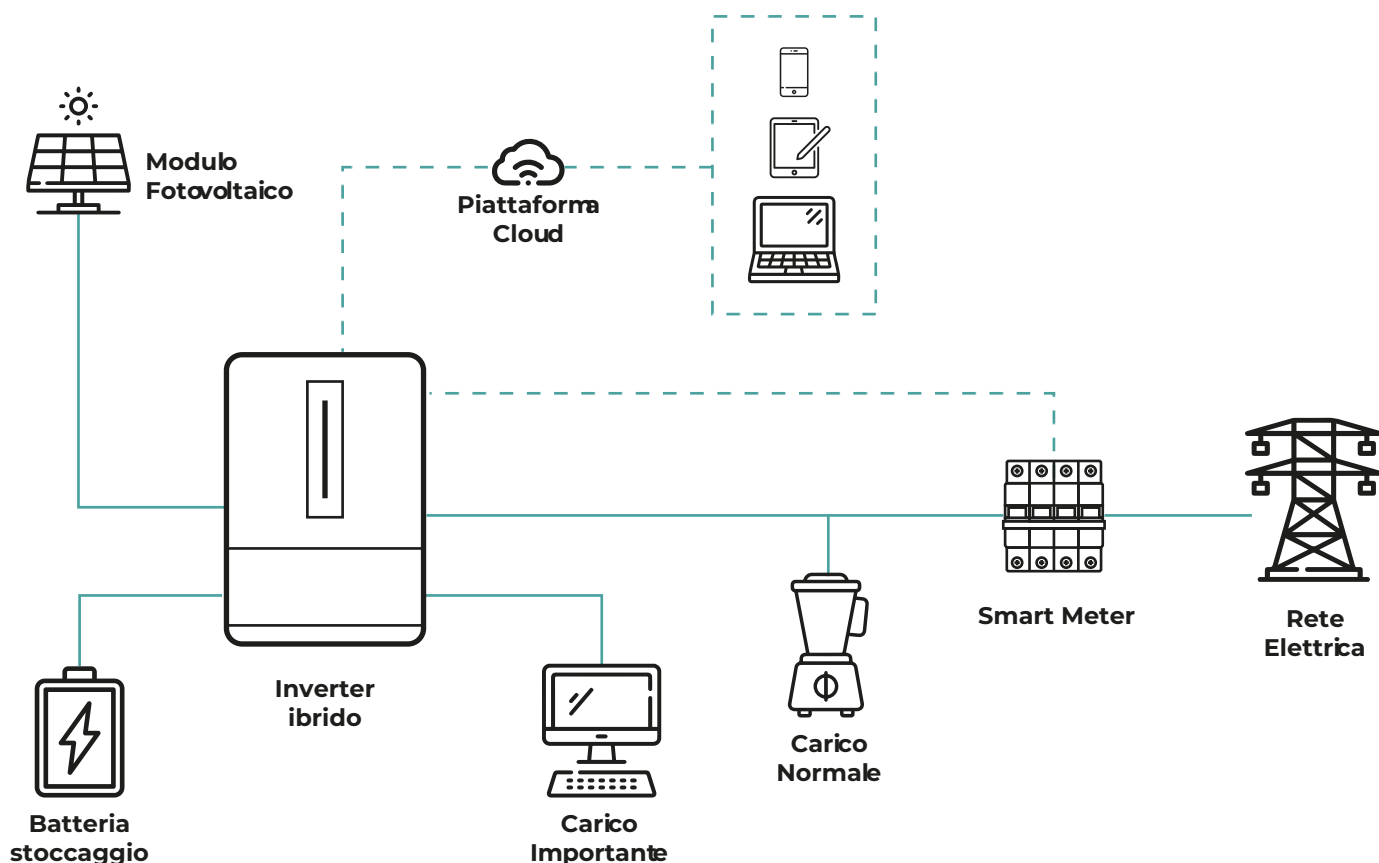 Modulo
Fotovoltaico
Piattaforma
Cloud
Smart Meter
Rete
Elettrica
Inverter
ibrido
Carico
Normale
Batteria
stoccaggio
Carico
Importante